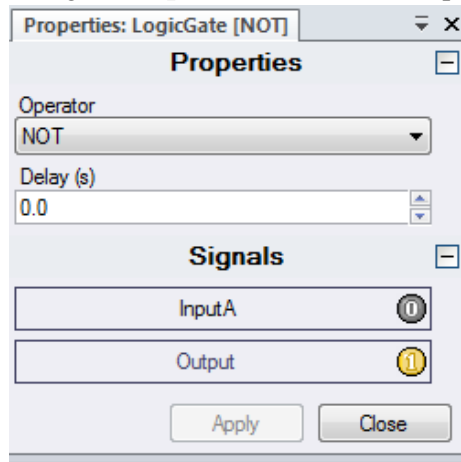 Properties: LogicGate [NOT]
Properties
Operator
NOT
Delay (s)
0.0
Signals
InputA 0
Output 1
Apply Close